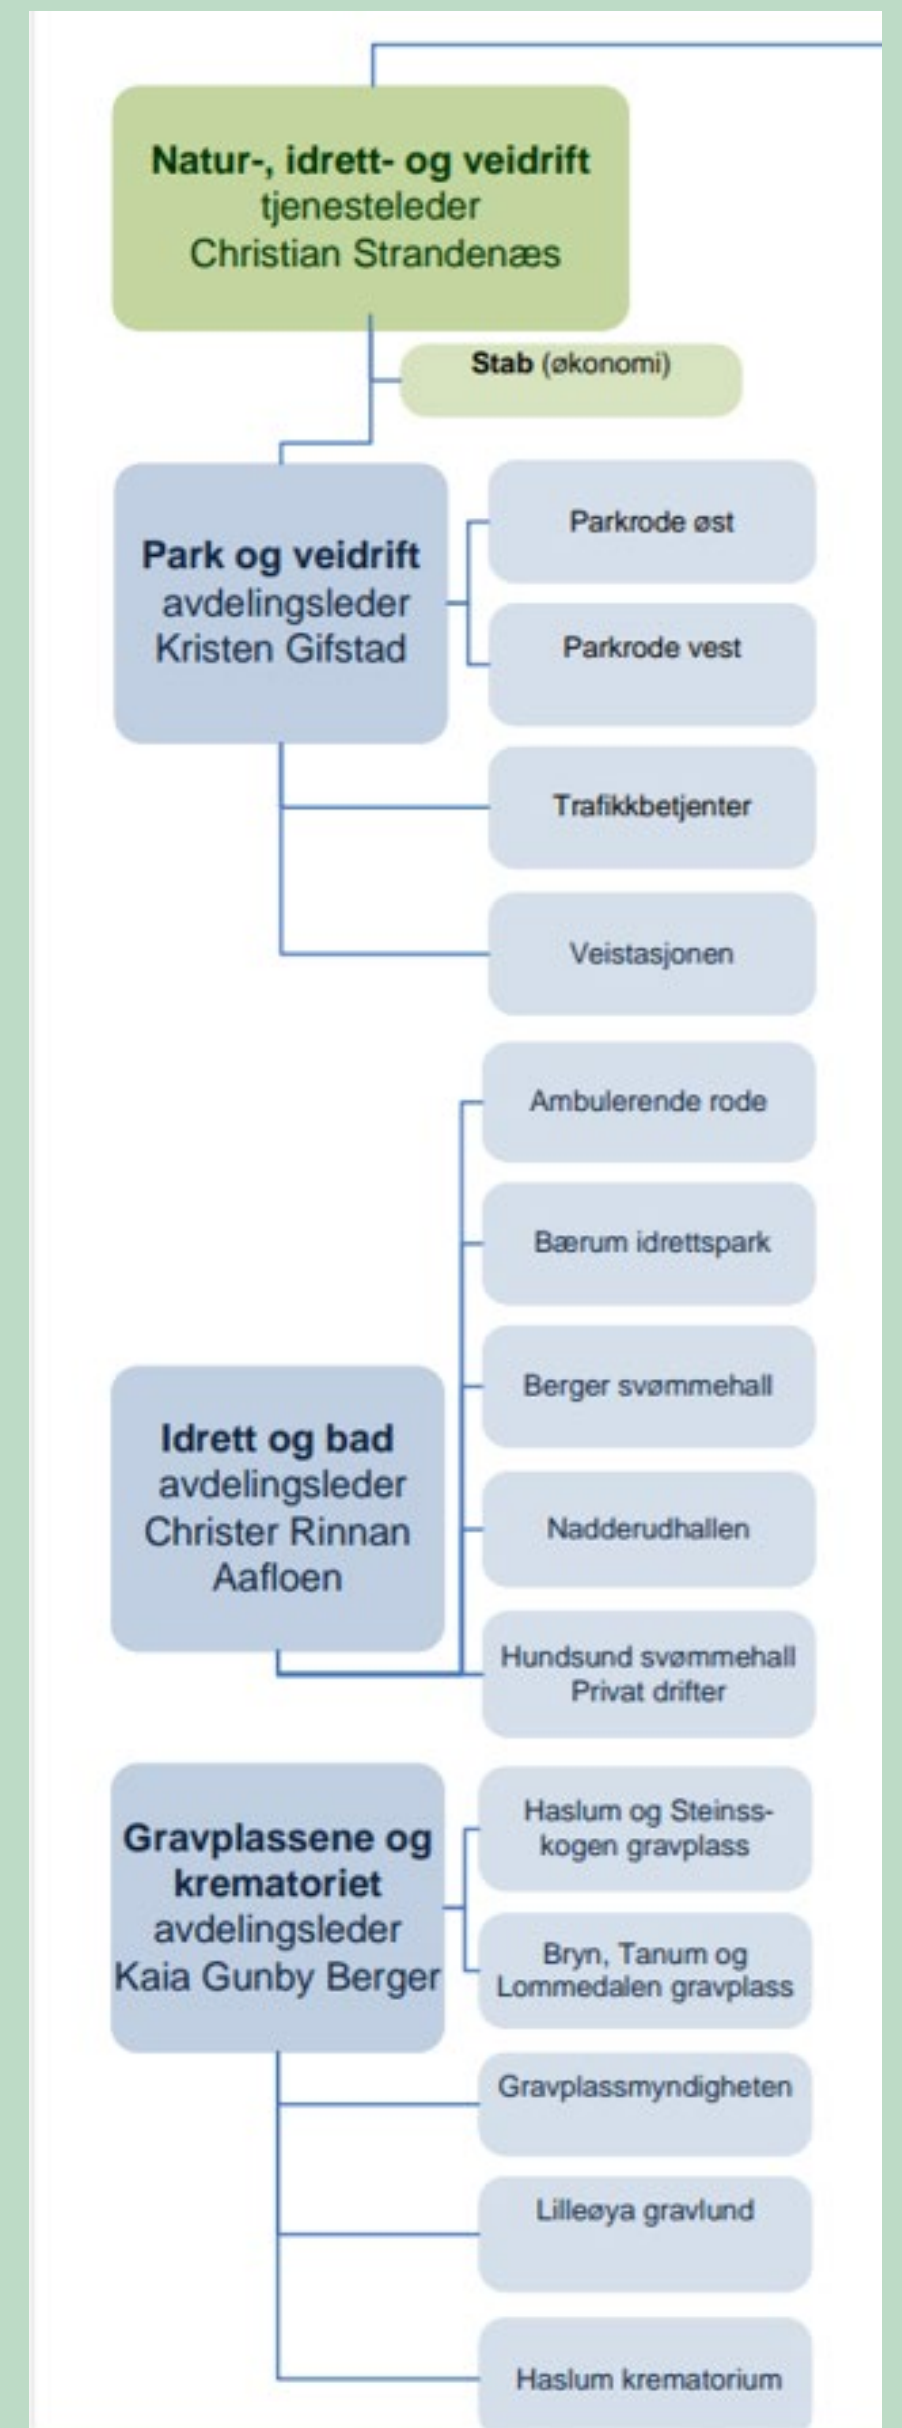 Natur-, idrett- og veidrift
tjenesteleder
Christian Strandenæs
Stab (økonomi)
Park og veidrift
avdelingsleder
Kristen Gifstad
Parkrode øst
Parkrode vest
Trafikkbetjenter
Veistasjonen
Idrett og bad
avdelingsleder
Christer Rinnan
Aafloen
Ambulerende rode
Bærum idrettspark
Berger svømmehall
Nadderudhallen
Hundsund svømmehall
Privat drifter
Gravplassene og
krematoriet
avdelingsleder
Kaia Gunby Berger
Haslum og Steinss-
kogen gravplass
Bryn, Tanum og
Lommedalen gravplass
Gravplassmyndigheten
Lilleøya gravlund
Haslum krematorium